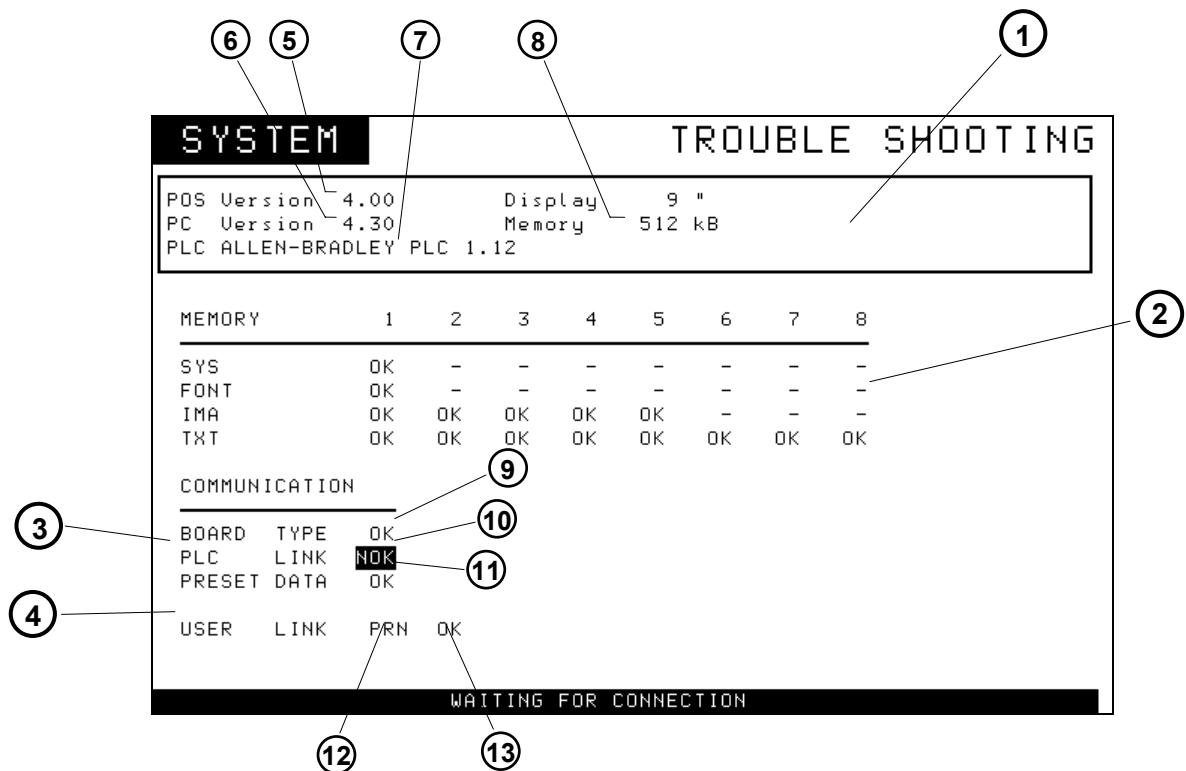 6 5 7 8 1
SYSTEM TROUBLE SHOOTING
POS Version 4.00 Display 9 "
PC Version 4.30 Memory 512 kB
PLC ALLEN-BRADLEY PLC 1.12
MEMORY 1 2 3 4 5 6 7 8
2
SYS OK - - - - - - -
FONT OK - - - - - - -
IMA OK OK OK OK OK - - -
TXT OK OK OK OK OK OK OK OK
9
COMMUNICATION
10
3
BOARD TYPE OK
PLC LINK NOK
11
PRESET DATA OK
4
USER LINK PRN OK
WAITING FOR CONNECTION
12 13